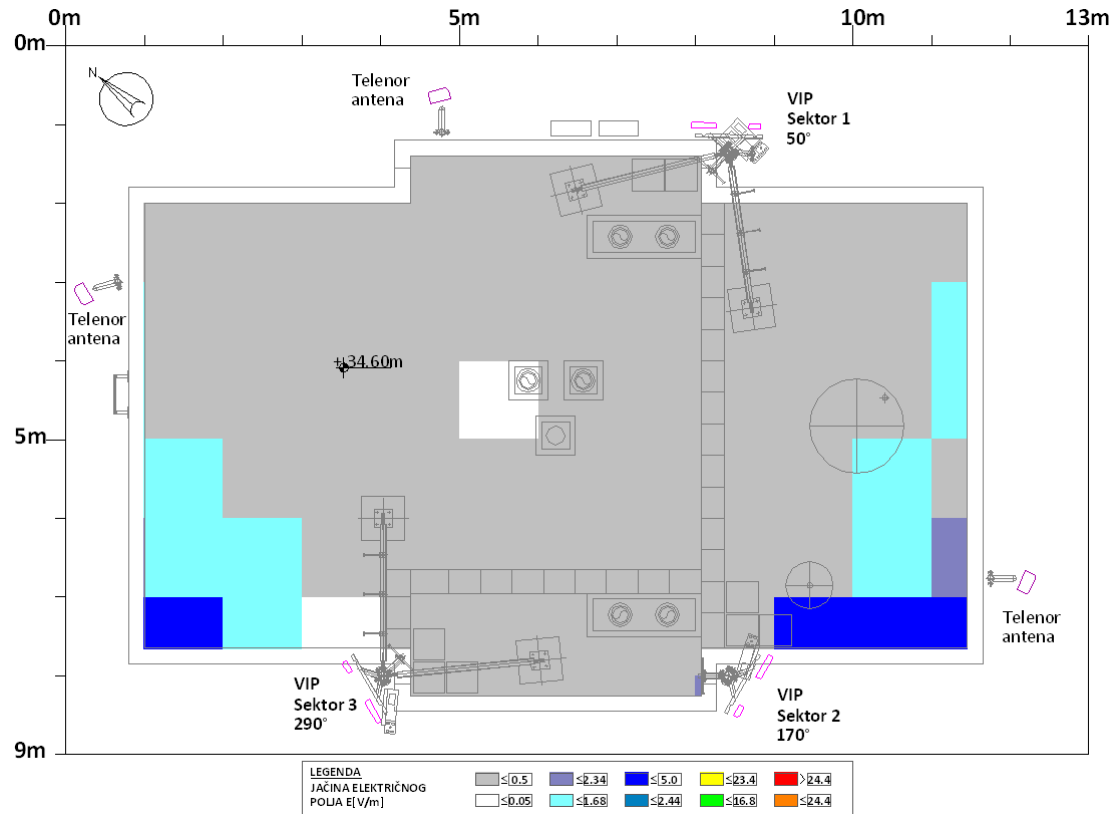 0m
5m
10m
13m
0m
N
Telenor
antena
VIP
Sektor 1
50°
Telenor
antena
+34.60m
5m
Telenor
antena
VIP
Sektor 3
290°
VIP
Sektor 2
170°
9m
LEGENDA
JAČINA ELEKTRIČNOG
POLJA E[V/m]
≤0.5
≤2.34
≤5.0
≤23.4
>24.4
≤0.05
≤1.68
≤2.44
≤16.8
≤24.4